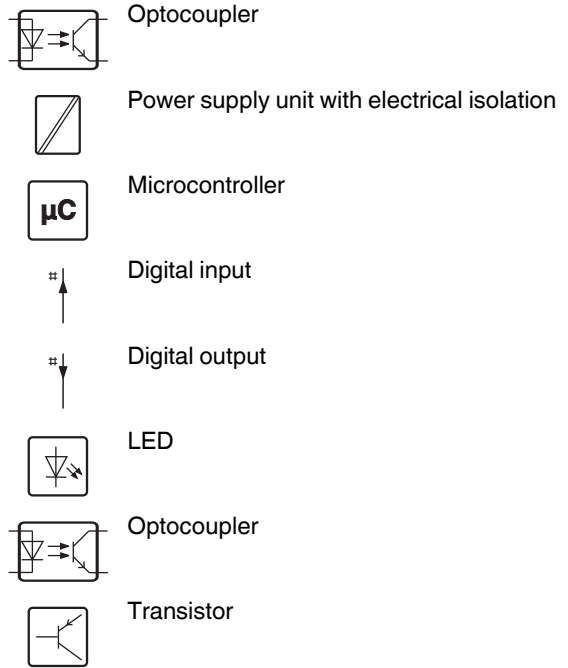 Optocoupler
Power supply unit with electrical isolation
µC
Microcontroller
#
Digital input
#
Digital output
LED
Optocoupler
Transistor